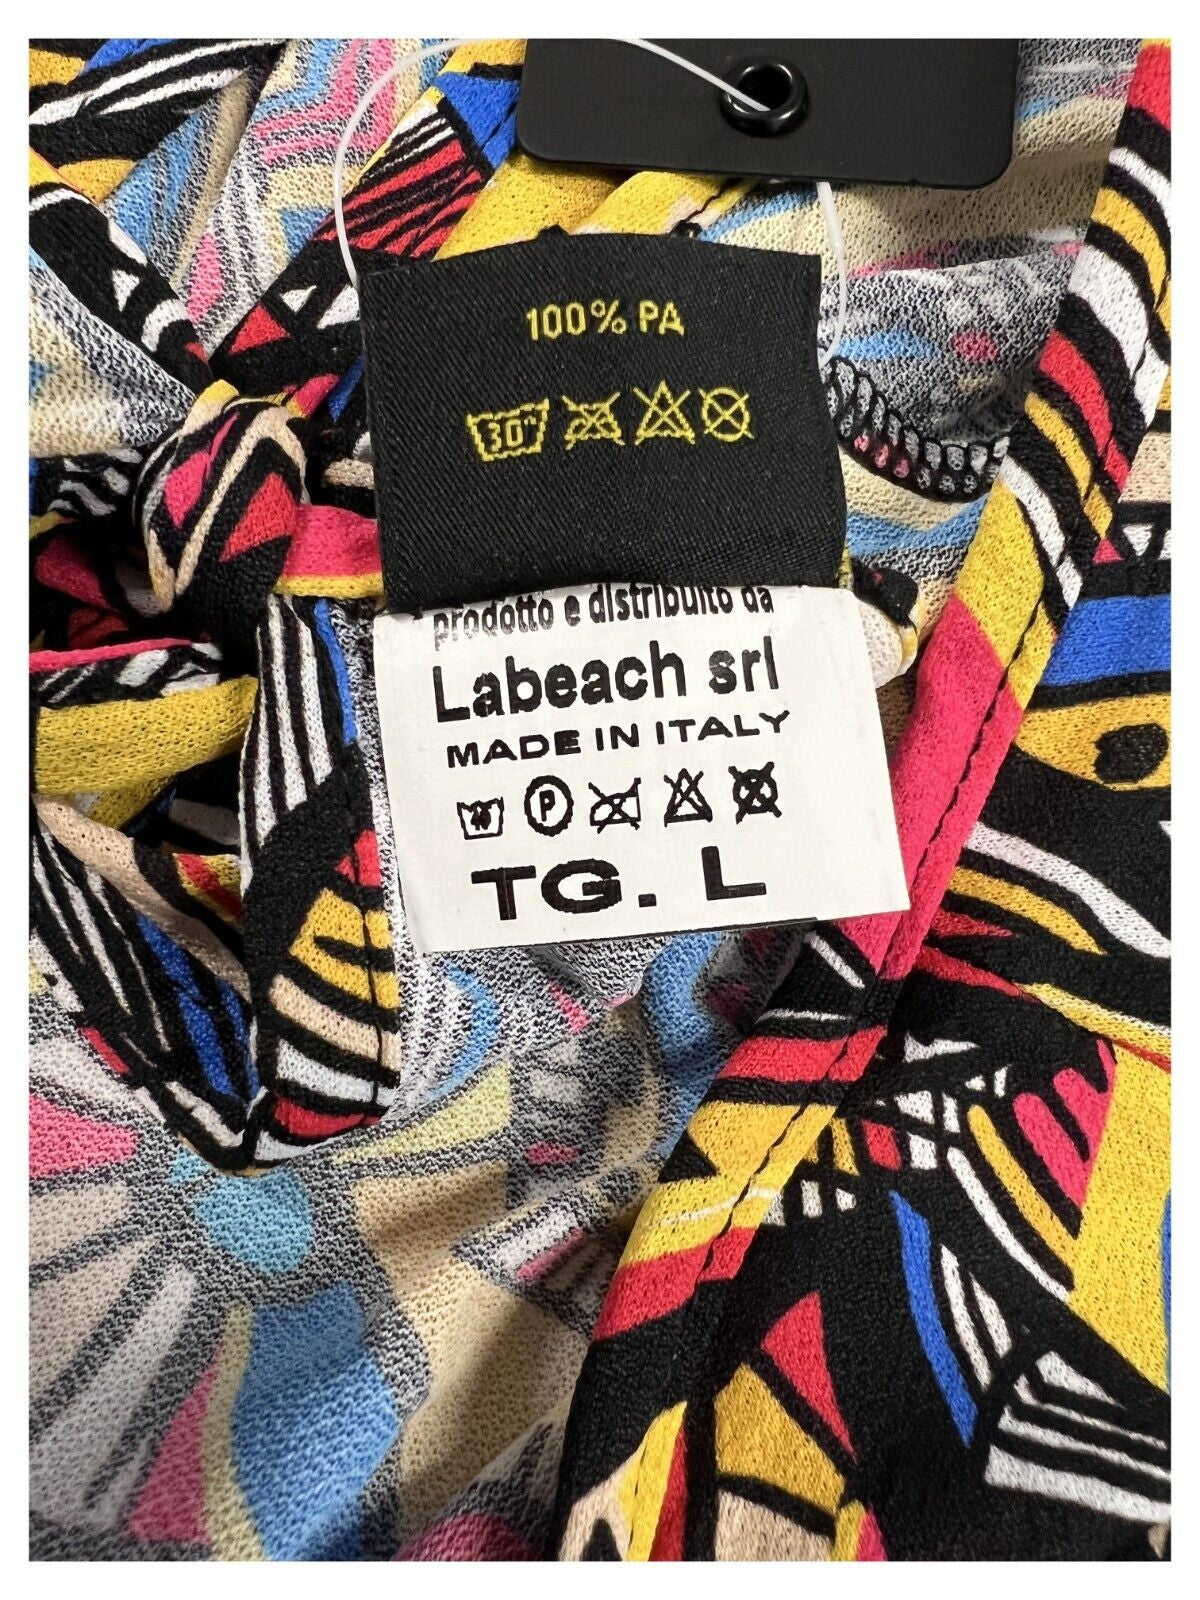 100% PA
30°
prodotto e distribuito da
Labeach srl
MADE IN ITALY
P
TG. L